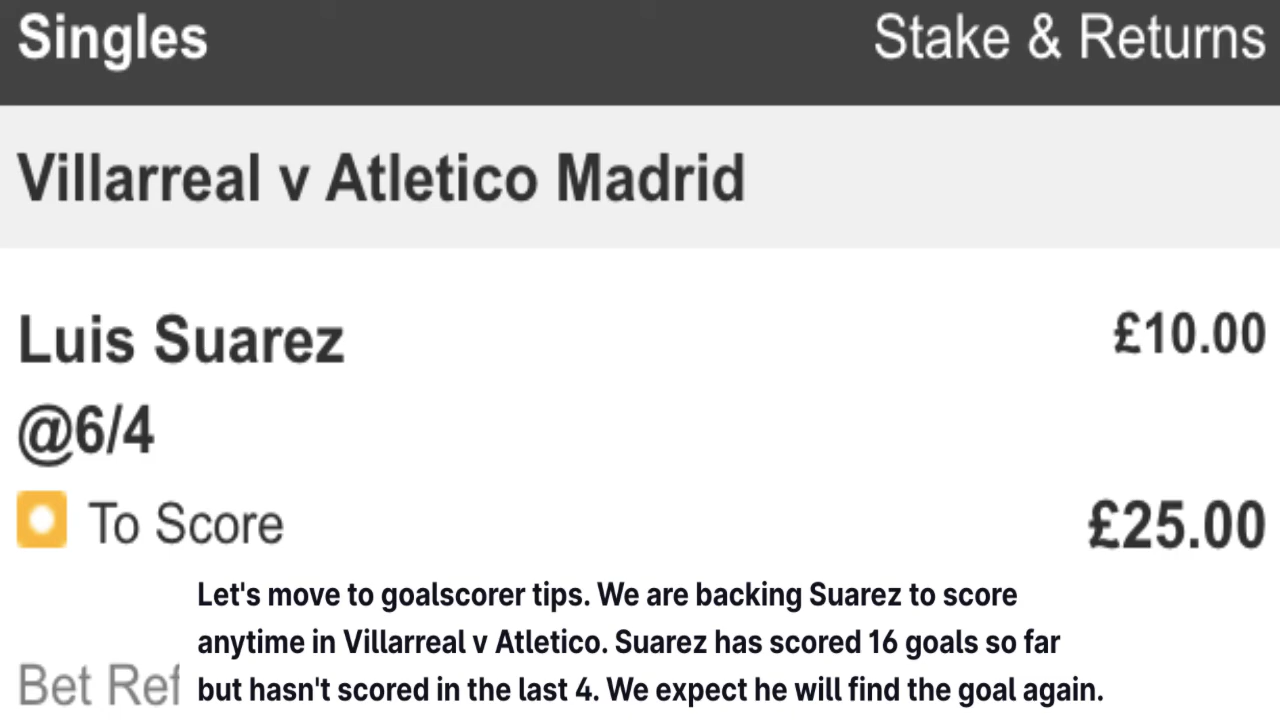 Singles Stake & Returns
Villarreal v Atletico Madrid
Luis Suarez £10.00
@6/4
To Score £25.00
Let's move to goalscorer tips. We are backing Suarez to score
anytime in Villarreal v Atletico. Suarez has scored 16 goals so far
but hasn't scored in the last 4. We expect he will find the goal again.
Bet Ref